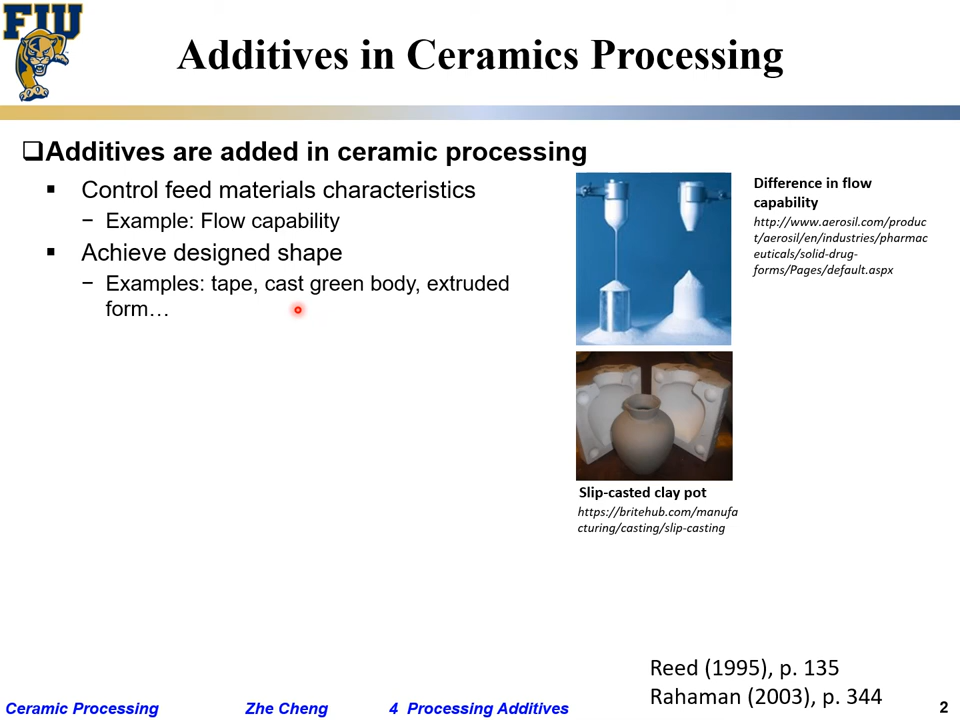 FIU
Additives in Ceramics Processing
❑Additives are added in ceramic processing
▪ Control feed materials characteristics
− Example: Flow capability
▪ Achieve designed shape
− Examples: tape, cast green body, extruded
form…
Difference in flow
capability
http://www.aerosil.com/produc
t/aerosil/en/industries/pharmac
euticals/solid-drug-
forms/Pages/default.aspx
Slip-casted clay pot
https://britehub.com/manufa
cturing/casting/slip-casting
Reed (1995), p. 135
Rahaman (2003), p. 344
Ceramic Processing Zhe Cheng 4 Processing Additives 2